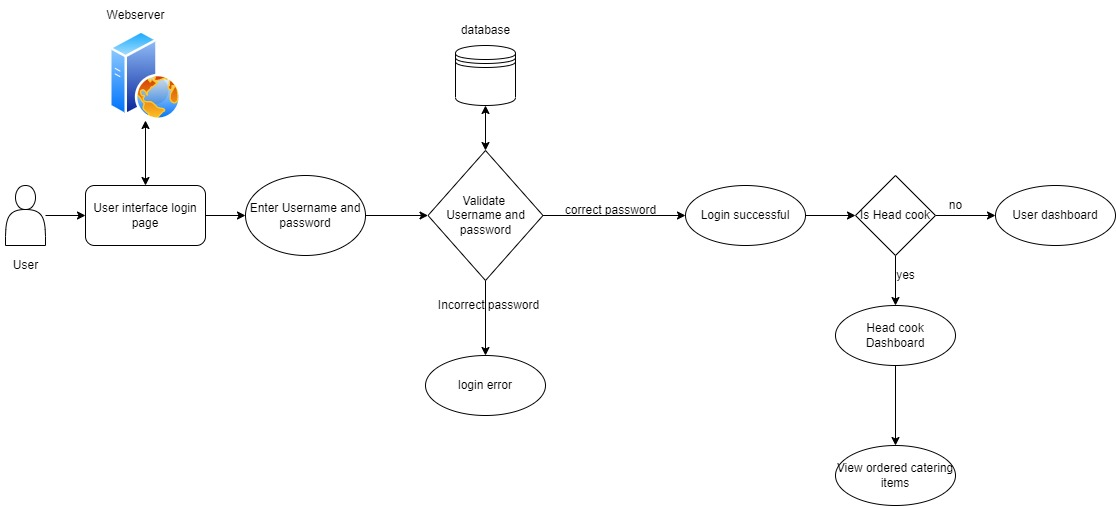 Webserver
database
User interface login
page
User
Enter Username and
password
Validate
Username and
password
correct password
Incorrect password
login error
Login successful
Is Head cook
no
User dashboard
yes
Head cook
Dashboard
View ordered catering
items